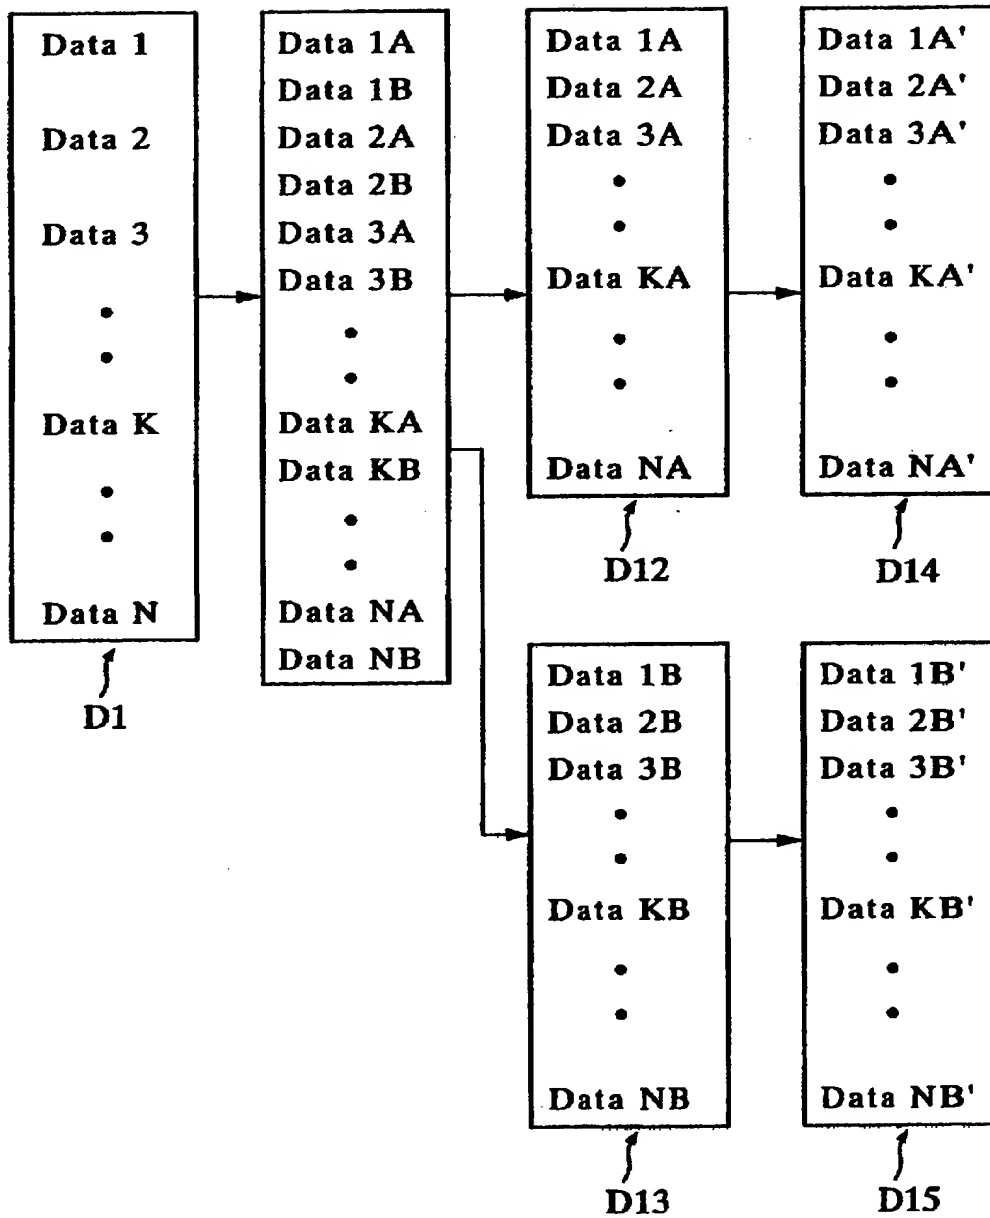 Data 1
Data 2
Data 3
Data K
Data N
D1
Data 1A
Data 1B
Data 2A
Data 2B
Data 3A
Data 3B
Data KA
Data KB
Data NA
Data NB
Data 1A
Data 2A
Data 3A
Data KA
Data NA
D12
Data 1A'
Data 2A'
Data 3A'
Data KA'
Data NA'
D14
Data 1B
Data 2B
Data 3B
Data KB
Data NB
D13
Data 1B'
Data 2B'
Data 3B'
Data KB'
Data NB'
D15